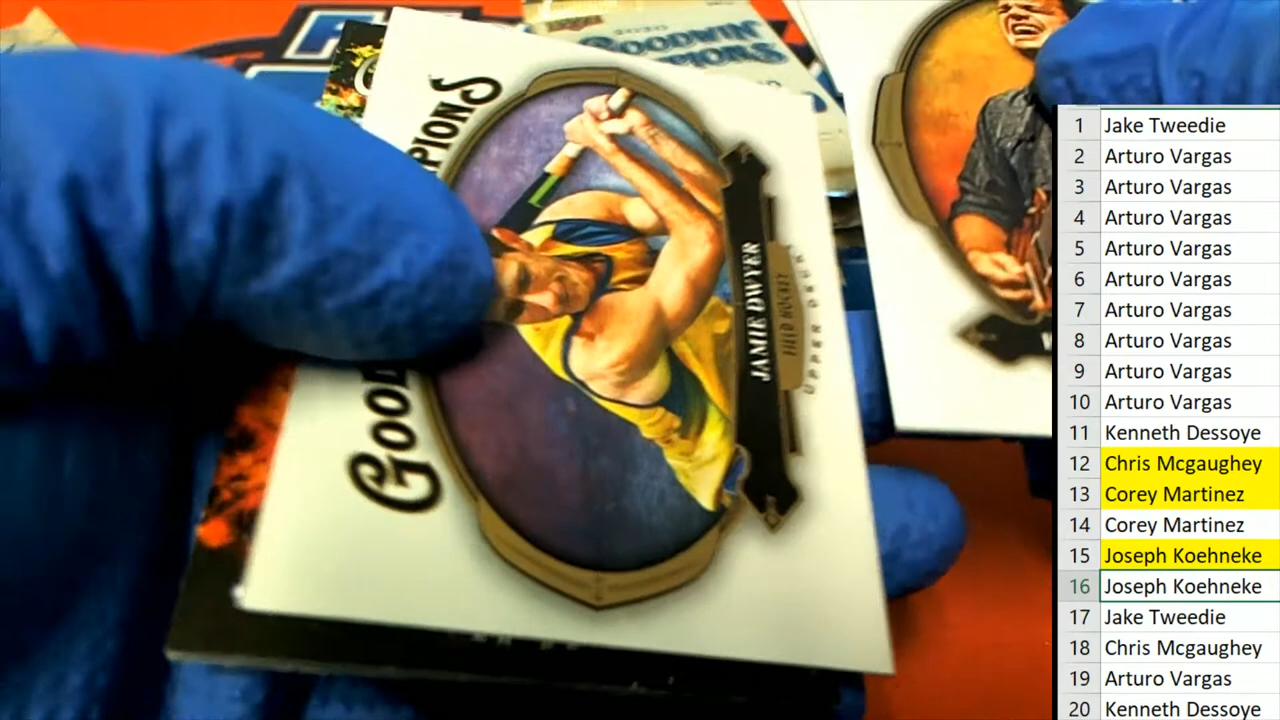 GOOD
PIONS
JAMIE DWYER
FIELD HOCKEY
UPPER DECK
1 Jake Tweedie
2 Arturo Vargas
3 Arturo Vargas
4 Arturo Vargas
5 Arturo Vargas
6 Arturo Vargas
7 Arturo Vargas
8 Arturo Vargas
9 Arturo Vargas
10 Arturo Vargas
11 Kenneth Dessoye
12 Chris Mcgaughey
13 Corey Martinez
14 Corey Martinez
15 Joseph Koehneke
16 Joseph Koehneke
17 Jake Tweedie
18 Chris Mcgaughey
19 Arturo Vargas
20 Kenneth Dessoye